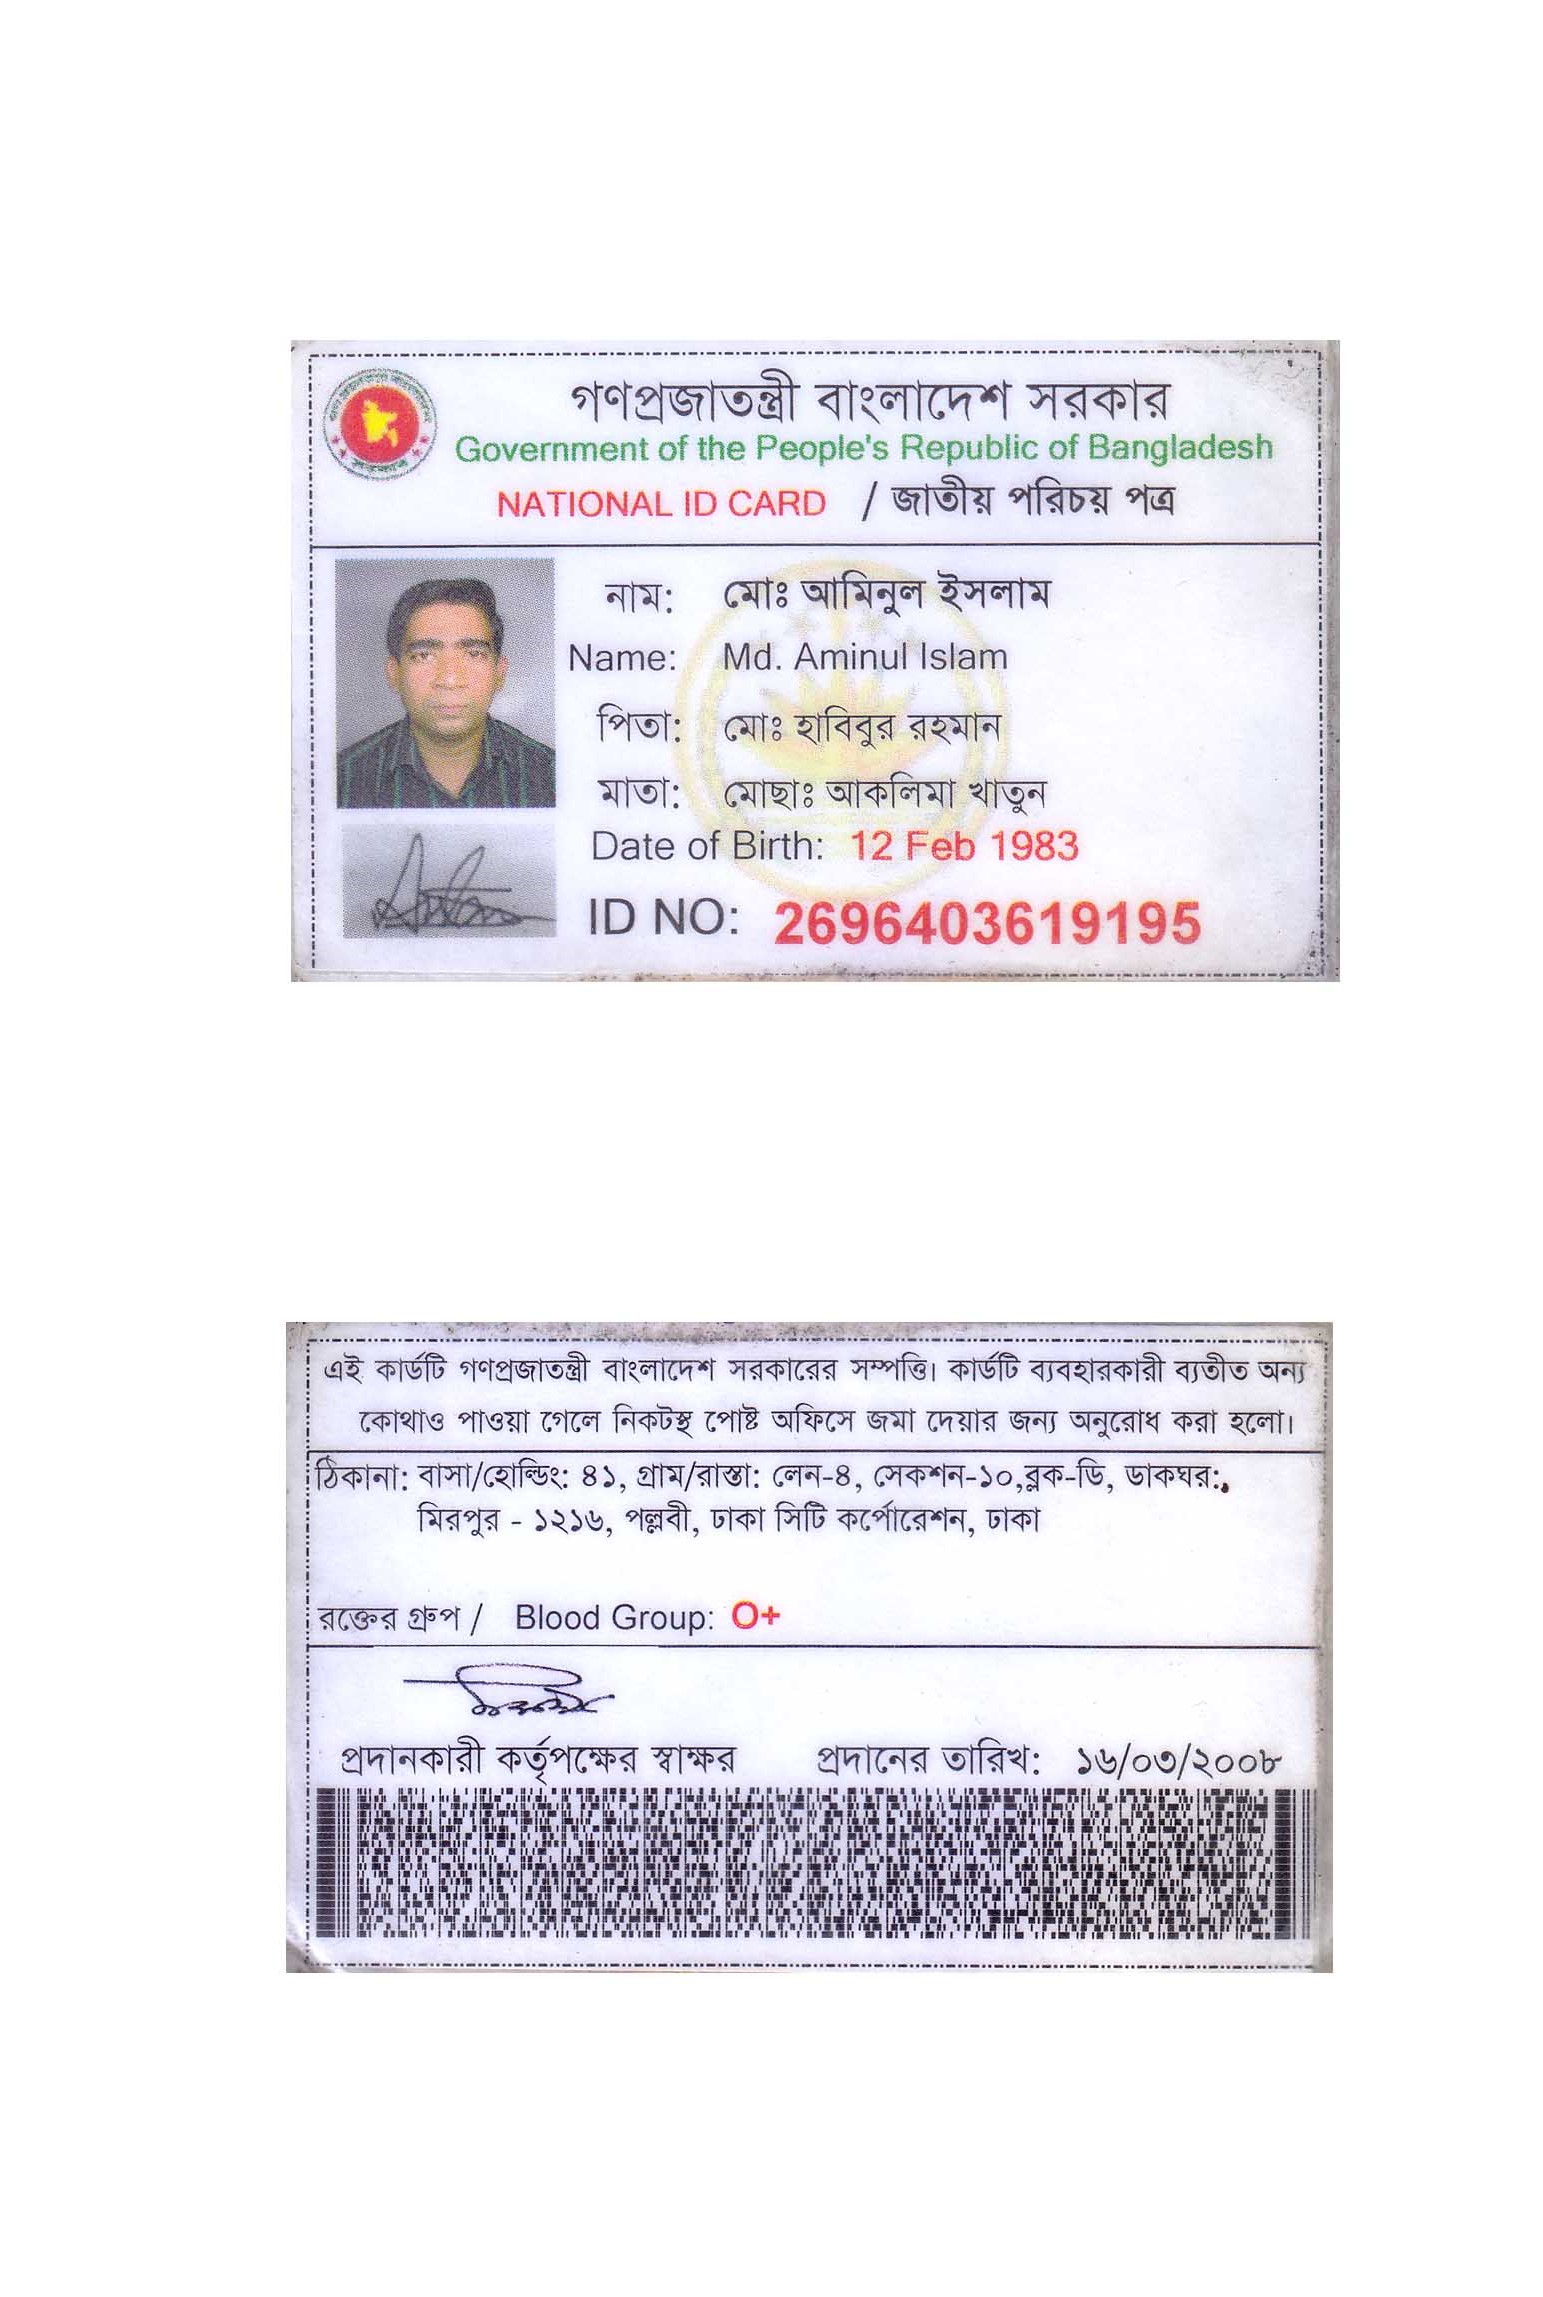 গণপ্রজাতন্ত্রী বাংলাদেশ সরকার
Government of the People's Republic of Bangladesh
NATIONAL ID CARD / জাতীয় পরিচয় পত্র
নাম: মোঃ আমিনুল ইসলাম
Name: Md. Aminul Islam
পিতা: মোঃ হাবিবুর রহমান
মাতা: মোছাঃ আকলিমা খাতুন
Date of Birth: 12 Feb 1983
ID NO: 2696403619195
এই কার্ডটি গণপ্রজাতন্ত্রী বাংলাদেশ সরকারের সম্পত্তি। কার্ডটি ব্যবহারকারী ব্যতীত অন্য
কোথাও পাওয়া গেলে নিকটস্থ পোষ্ট অফিসে জমা দেয়ার জন্য অনুরোধ করা হলো।
ঠিকানা: বাসা/হোল্ডিং: ৪১, গ্রাম/রাস্তা: লেন-৪, সেকশন-১০,ব্লক-ডি, ডাকঘর:,
মিরপুর - ১২১৬, পল্লবী, ঢাকা সিটি কর্পোরেশন, ঢাকা
রক্তের গ্রুপ / Blood Group: O+
প্রদানকারী কর্তৃপক্ষের স্বাক্ষর প্রদানের তারিখ: ১৬/০৩/২০০৮